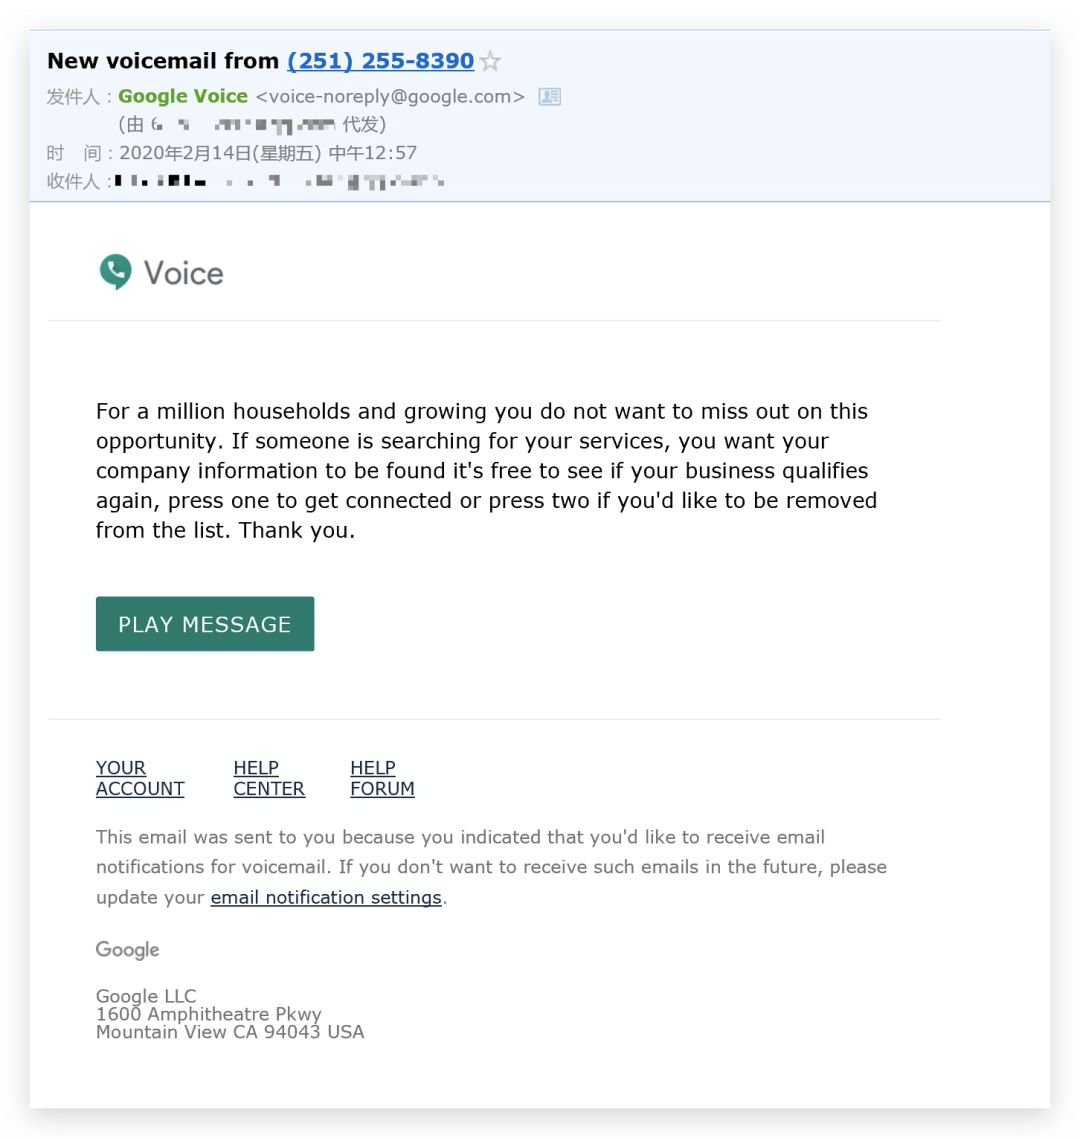 New voicemail from (251) 255-8390
发件人：Google Voice <voice-noreply@google.com>
(由 代发)
时 间：2020年2月14日(星期五) 中午12:57
收件人：
Voice
For a million households and growing you do not want to miss out on this
opportunity. If someone is searching for your services, you want your
company information to be found it's free to see if your business qualifies
again, press one to get connected or press two if you'd like to be removed
from the list. Thank you.
PLAY MESSAGE
YOUR ACCOUNT
HELP CENTER
HELP FORUM
This email was sent to you because you indicated that you'd like to receive email
notifications for voicemail. If you don't want to receive such emails in the future, please
update your email notification settings.
Google
Google LLC
1600 Amphitheatre Pkwy
Mountain View CA 94043 USA